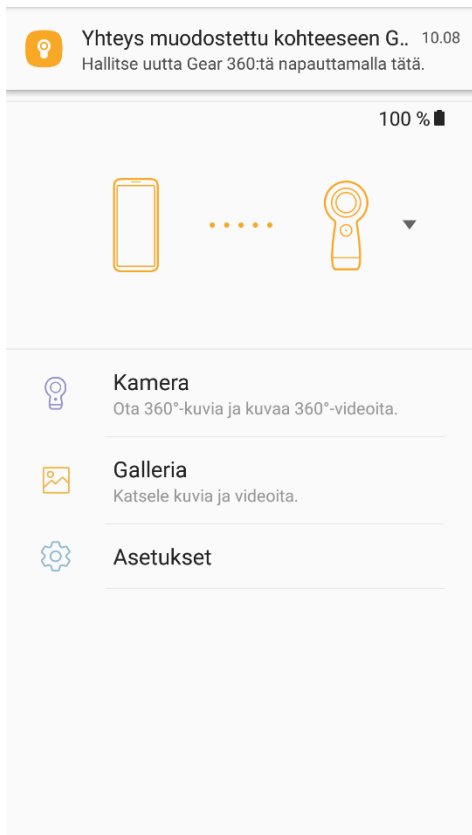 Yhteys muodostettu kohteeseen G.. 10.08
Hallitse uutta Gear 360:tä napauttamalla tätä.
100 %
Kamera
Ota 360°-kuvia ja kuvaa 360°-videoita.
Galleria
Katsele kuvia ja videoita.
Asetukset